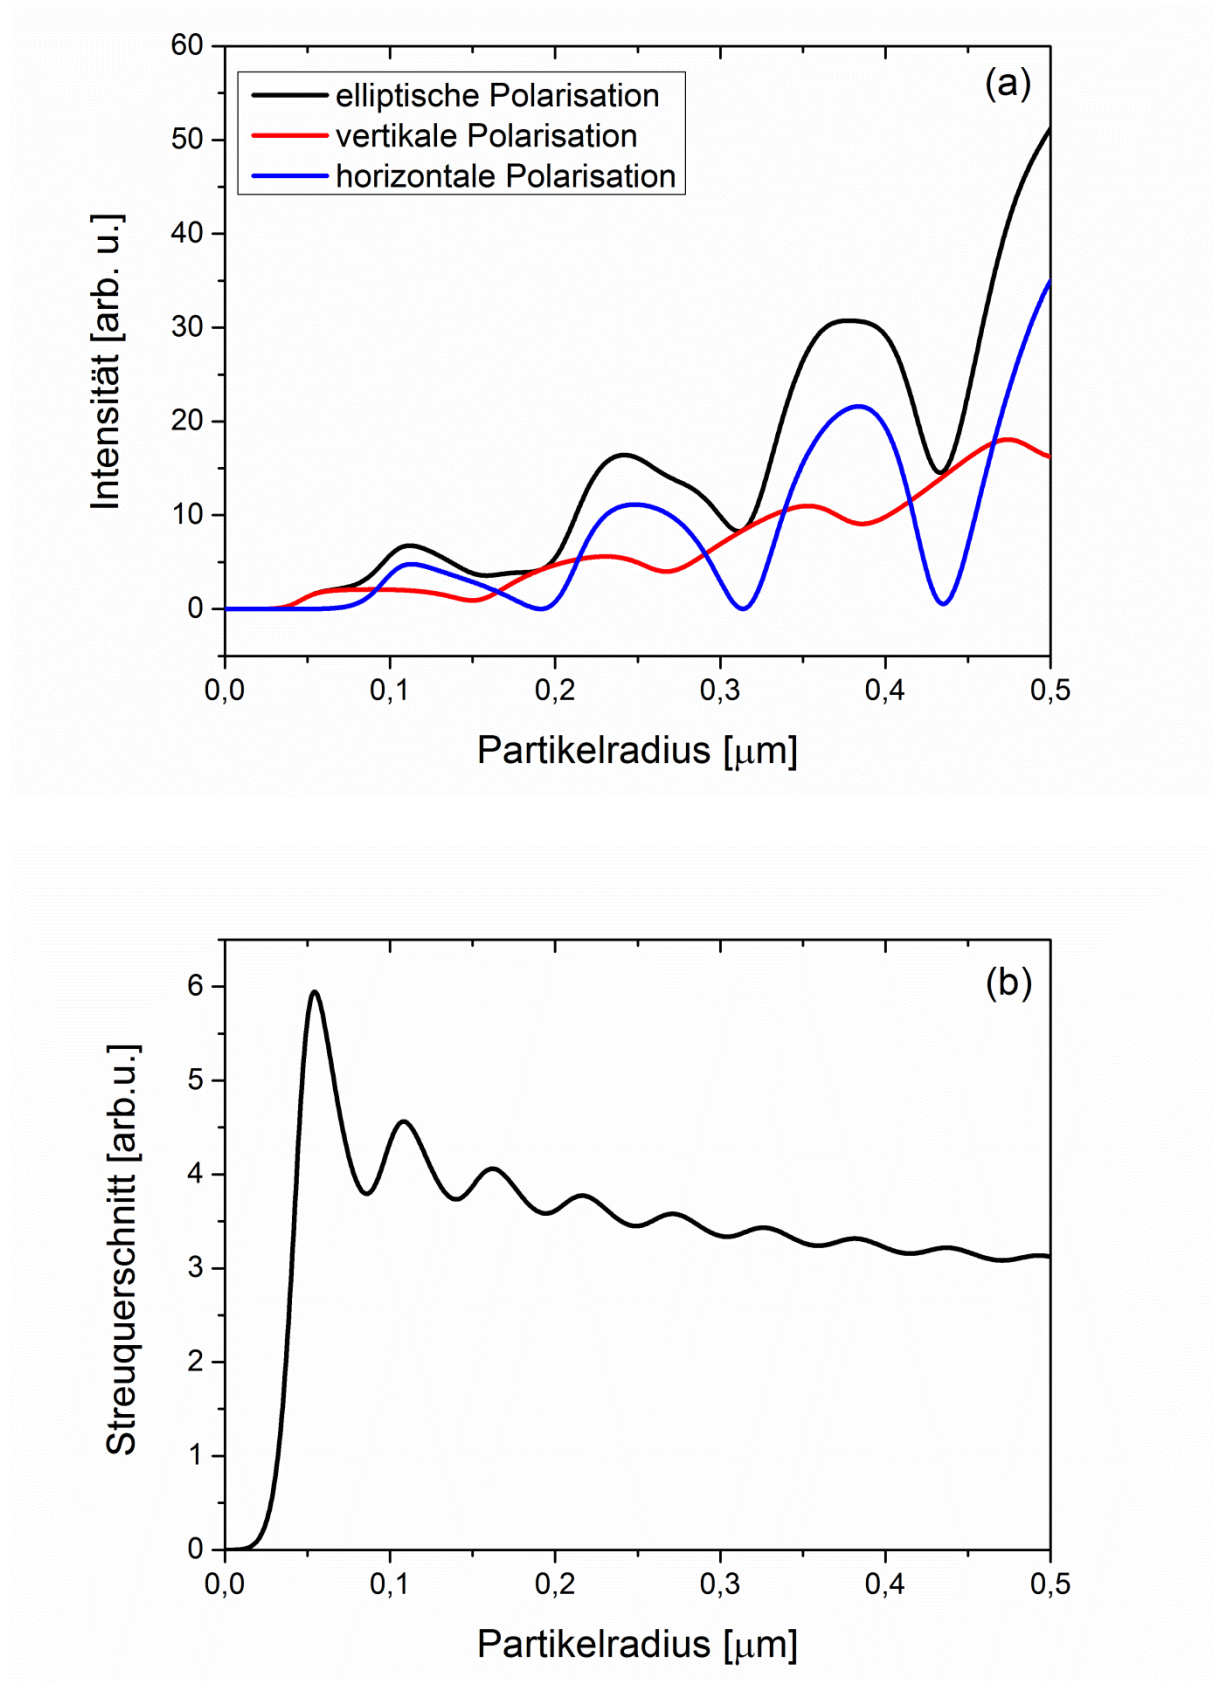 60
(a)
elliptische Polarisation
50
vertikale Polarisation
horizontale Polarisation
40
30
20
10
0
Intensität [arb. u.]
0,0 0,1 0,2 0,3 0,4 0,5
Partikelradius [μm]
(b)
6
5
4
3
2
1
0
Streuquerschnitt [arb.u.]
0,0 0,1 0,2 0,3 0,4 0,5
Partikelradius [μm]